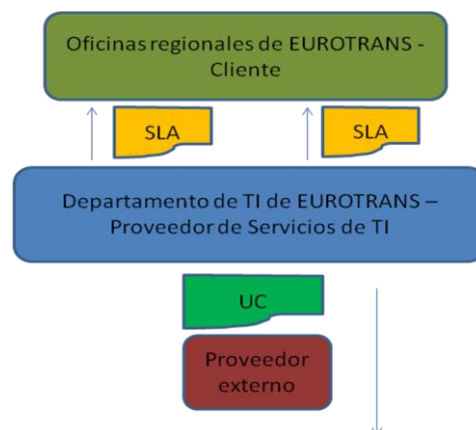 Oficinas regionales de EUROTRANS -
Cliente
SLA
SLA
Departamento de TI de EUROTRANS –
Proveedor de Servicios de TI
UC
Proveedor
externo